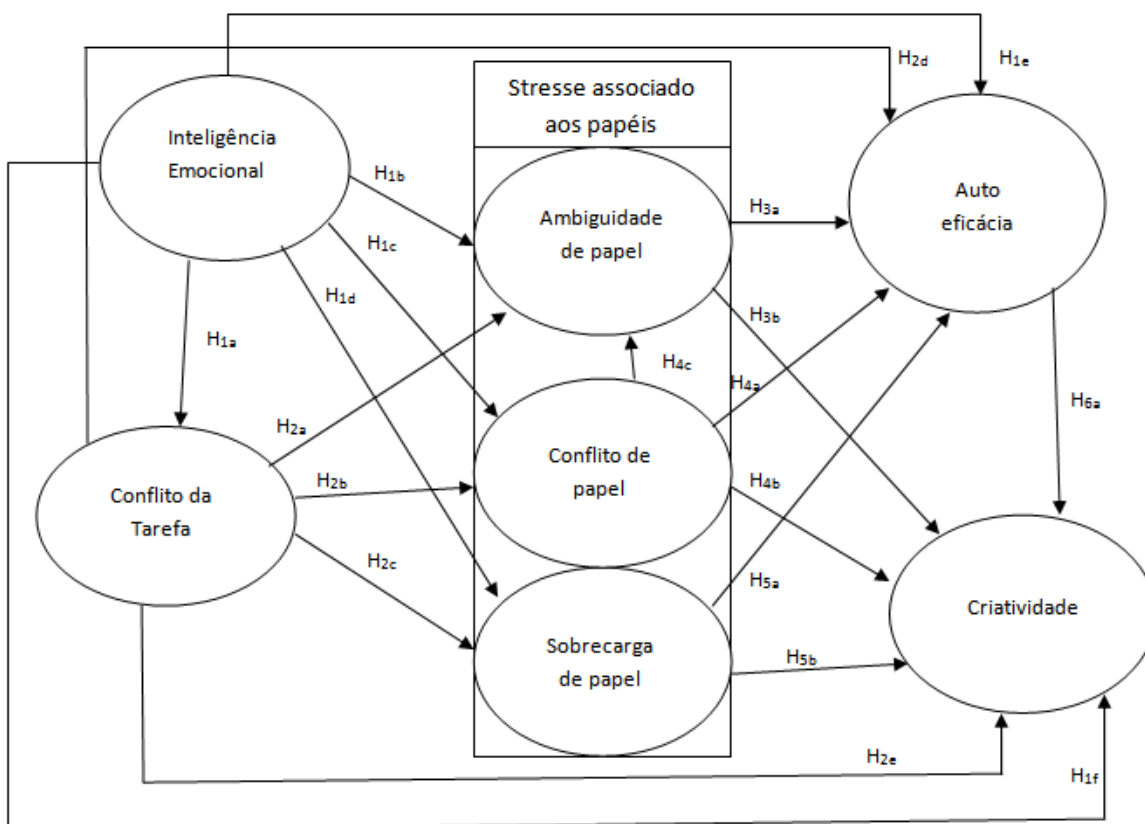 H2d
H1e
Stresse associado
aos papéis
Inteligência
Emocional
H1b
Ambiguidade
de papel
H3a
Auto
eficácia
H1c
H1d
H1a
H3b
H4c
H4a
H6a
H2a
Conflito de
papel
H2b
H4b
Conflito da
Tarefa
H2c
H5a
Criatividade
Sobrecarga
de papel
H5b
H2e
H1f